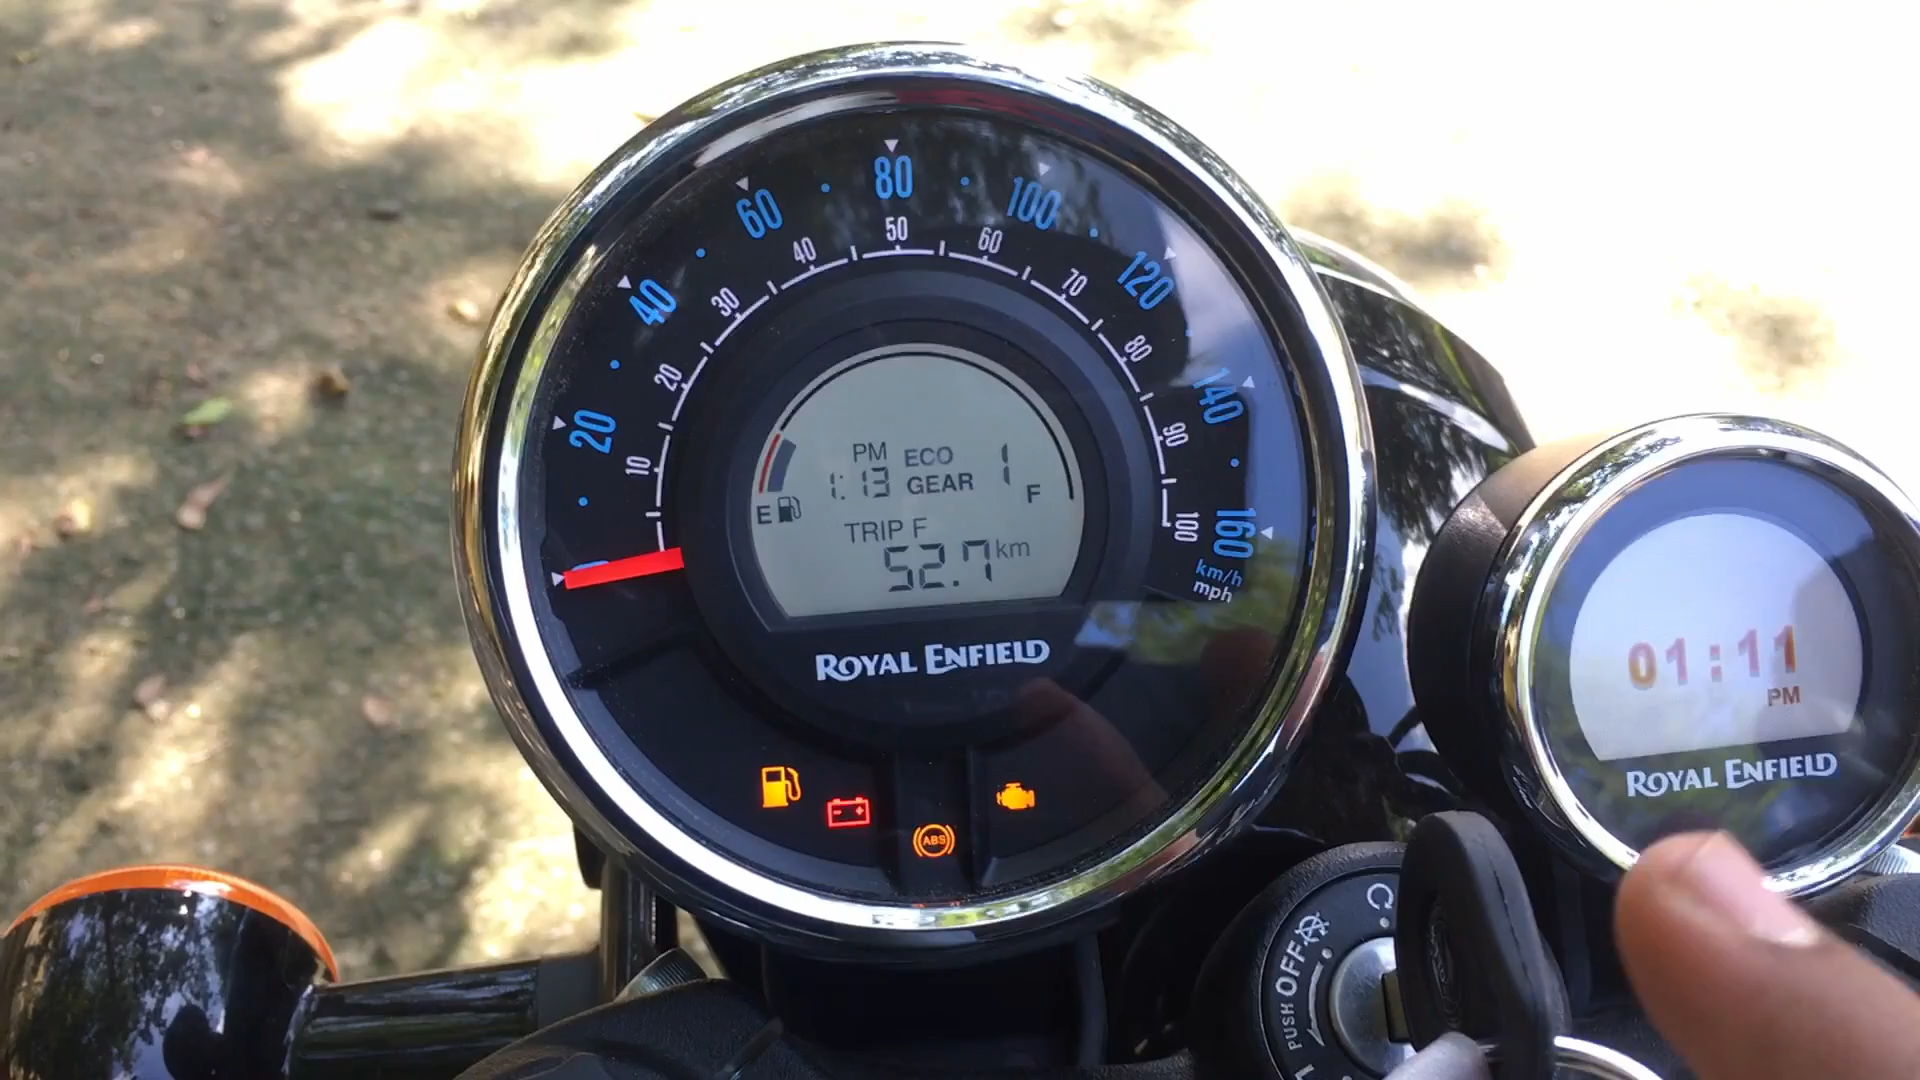 20
40
60
80
100
120
140
160
km/h
mph
10
20
30
40
50
60
70
80
90
100
PM
1:13
ECO
GEAR
1
E
F
TRIP F
52.7 km
ROYAL ENFIELD
ABS
01:11
PM
ROYAL ENFIELD
OFF
PUSH